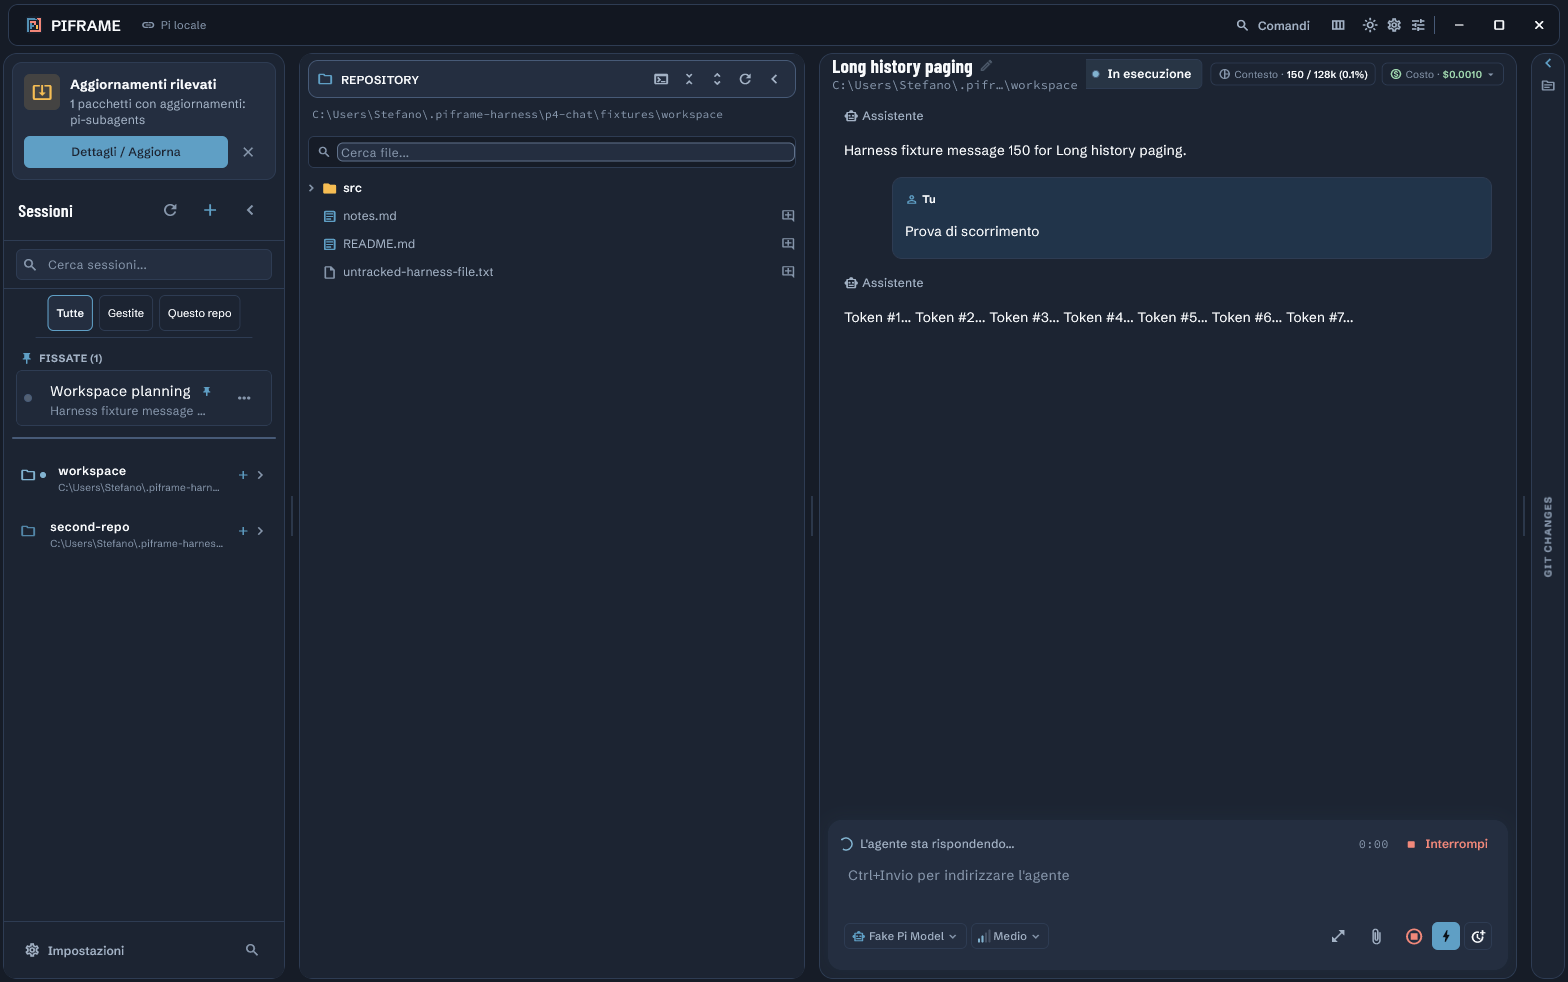 PIFRAME
Pi locale
Comandi
Aggiornamenti rilevati
1 pacchetti con aggiornamenti:
pi-subagents
Dettagli / Aggiorna
Sessioni
Cerca sessioni...
Tutte
Gestite
Questo repo
FISSATE (1)
Workspace planning
Harness fixture message ...
workspace
C:\Users\Stefano\.piframe-harn...
second-repo
C:\Users\Stefano\.piframe-harnes...
Impostazioni
REPOSITORY
C:\Users\Stefano\.piframe-harness\p4-chat\fixtures\workspace
Cerca file...
src
notes.md
README.md
untracked-harness-file.txt
Long history paging
C:\Users\Stefano\.pifr…\workspace
In esecuzione
Contesto · 150 / 128k (0.1%)
Costo · $0.0010
Assistente
Harness fixture message 150 for Long history paging.
Tu
Prova di scorrimento
Assistente
Token #1... Token #2... Token #3... Token #4... Token #5... Token #6... Token #7...
L'agente sta rispondendo...
0:00
Interrompi
Ctrl+Invio per indirizzare l'agente
Fake Pi Model
Medio
GIT CHANGES